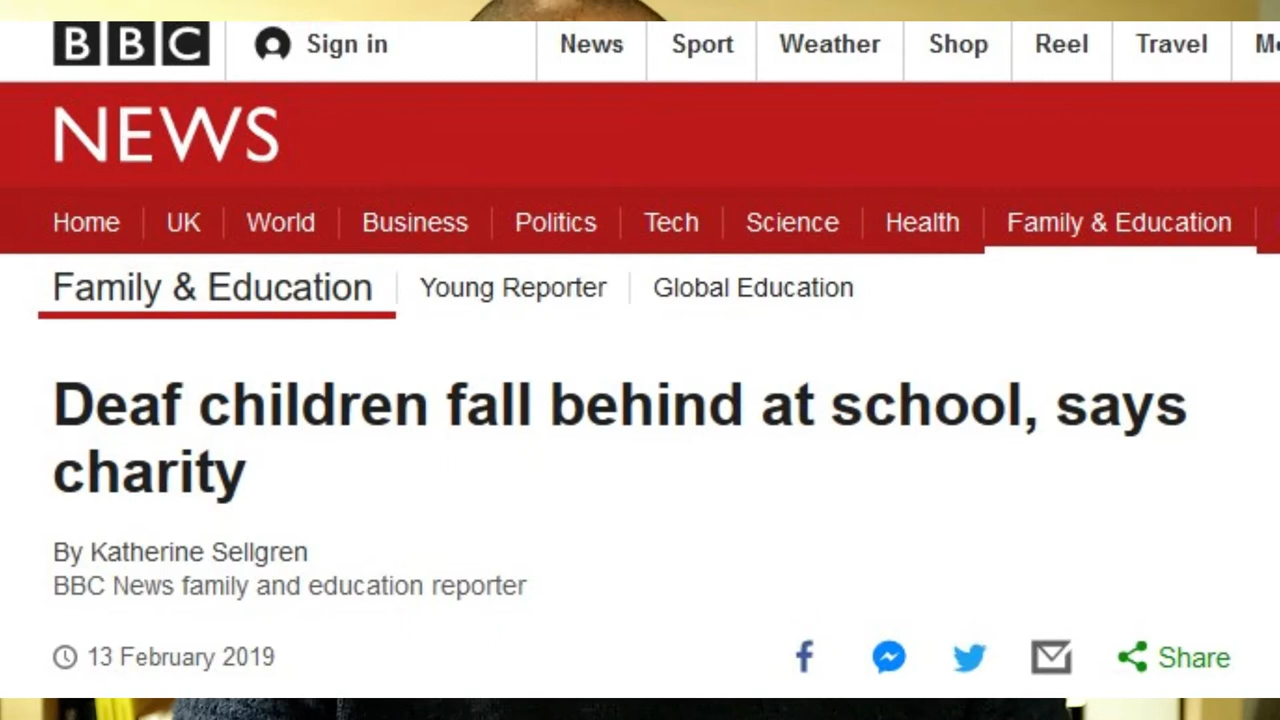 BBC Sign in News Sport Weather Shop Reel Travel
NEWS
Home UK World Business Politics Tech Science Health Family & Education
Family & Education Young Reporter Global Education
Deaf children fall behind at school, says
charity
By Katherine Sellgren
BBC News family and education reporter
13 February 2019 Share